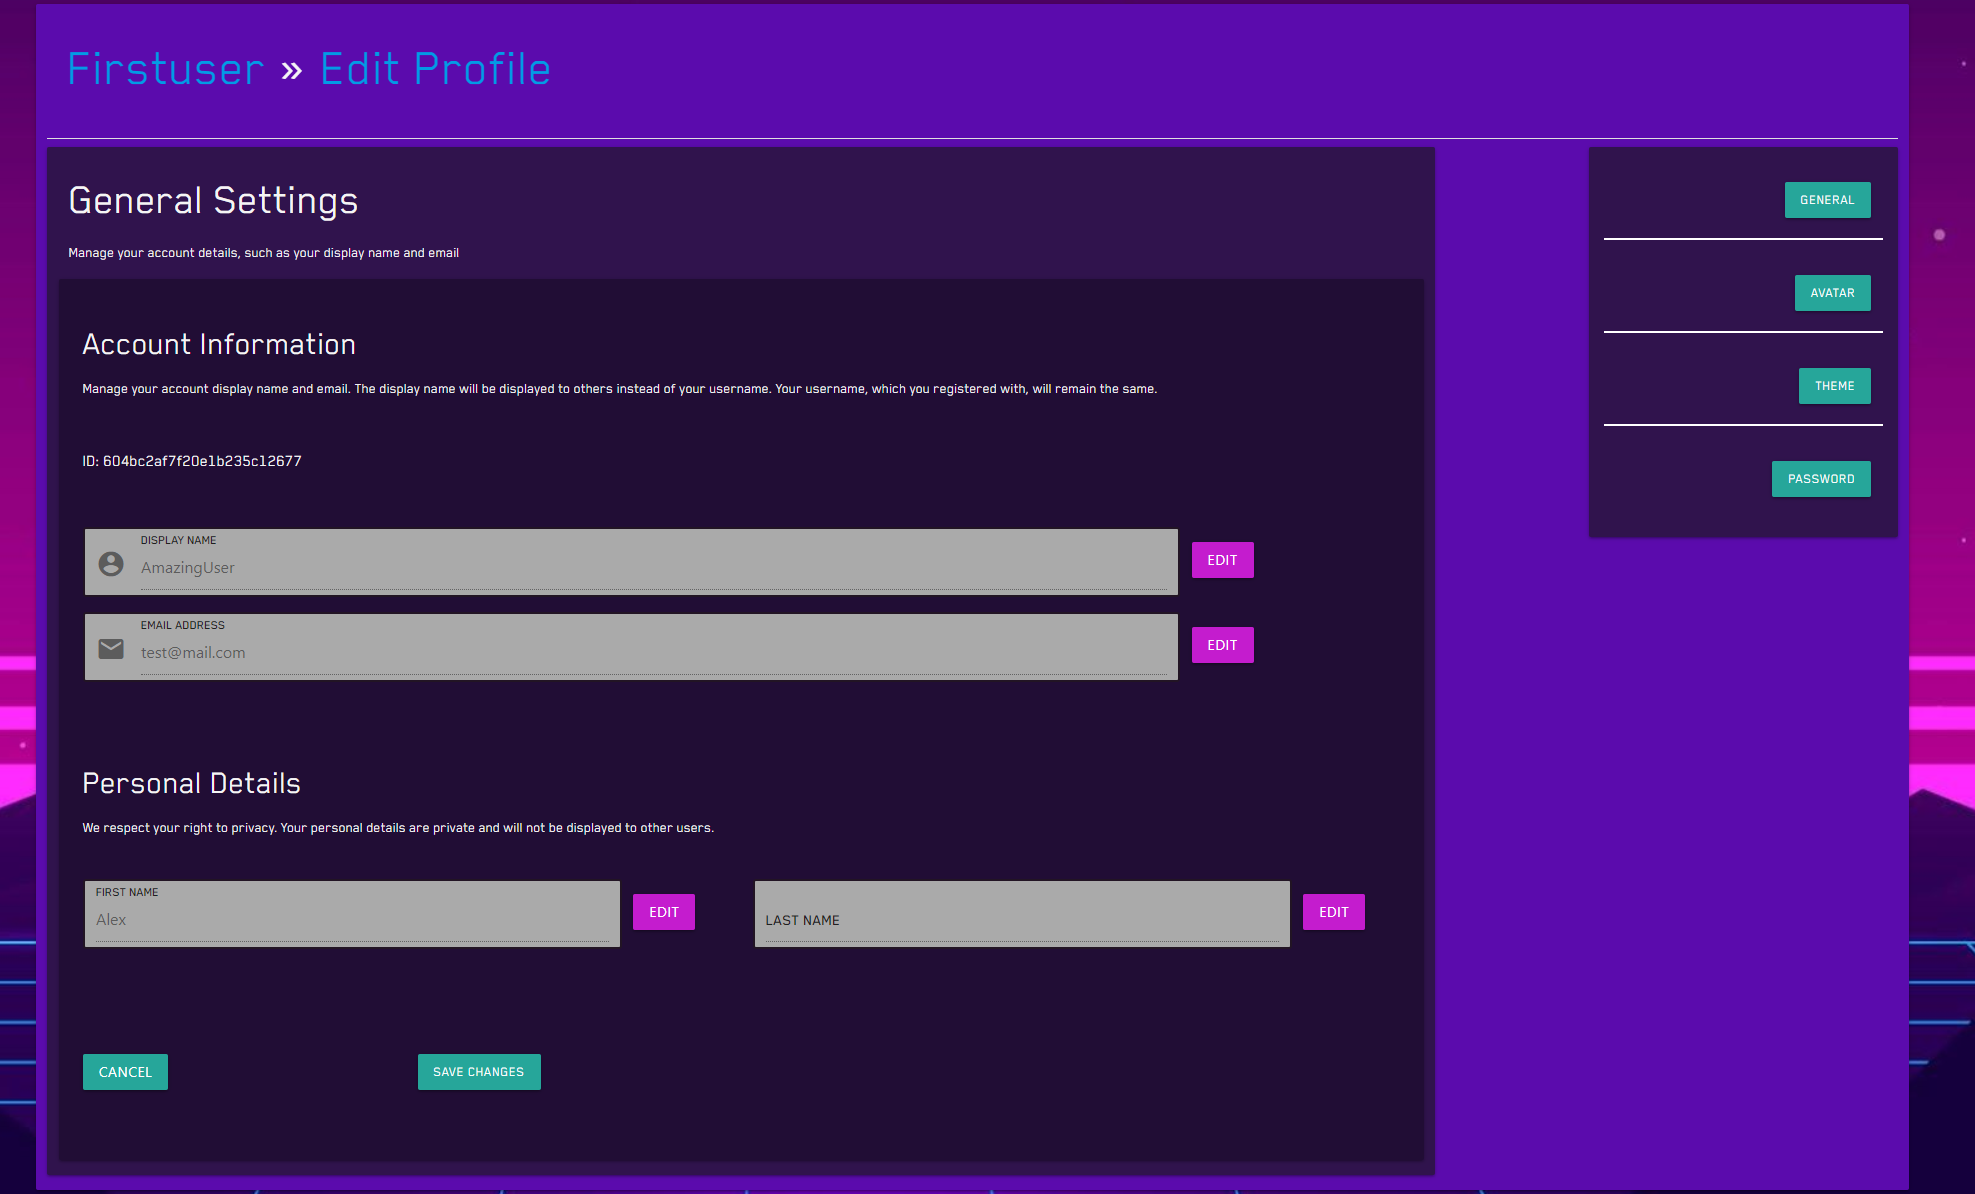 Firstuser » Edit Profile
General Settings
Manage your account details, such as your display name and email
Account Information
Manage your account display name and email. The display name will be displayed to others instead of your username. Your username, which you registered with, will remain the same.
ID: 604bc2af7f20e1b235c12677
DISPLAY NAME
AmazingUser
EDIT
EMAIL ADDRESS
test@mail.com
EDIT
Personal Details
We respect your right to privacy. Your personal details are private and will not be displayed to other users.
FIRST NAME
Alex
EDIT
LAST NAME
EDIT
CANCEL
SAVE CHANGES
GENERAL
AVATAR
THEME
PASSWORD